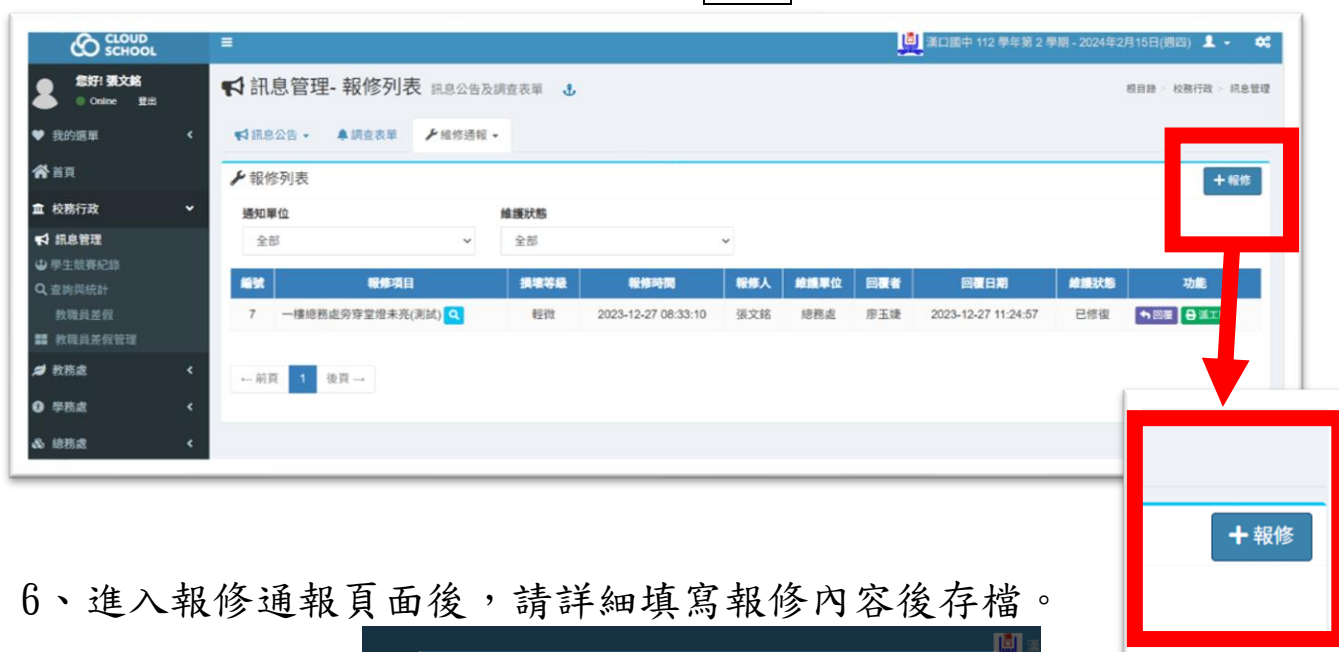 CLOUD SCHOOL
漢口國中 112 學年第 2 學期 - 2024年2月15日(週四)
您好! 張文銘
Online 登出
訊息管理- 報修列表 訊息公告及調查表單
根目錄 > 校務行政 > 訊息管理
我的選單
訊息公告 調查表單 維修通報
首頁
報修列表
+報修
校務行政
通知單位 維護狀態
訊息管理
全部 全部
學生競賽紀錄
查詢與統計
編號 報修項目 損壞等級 報修時間 報修人 維護單位 回覆者 回覆日期 維護狀態 功能
教職員差假
7 一樓總務處旁穿堂燈未亮(測試) 輕微 2023-12-27 08:33:10 張文銘 總務處 廖玉婕 2023-12-27 11:24:57 已修復 回覆 派工
教職員差假管理
教務處
←前頁 1 後頁→
學務處
總務處
+報修
6、進入報修通報頁面後，請詳細填寫報修內容後存檔。